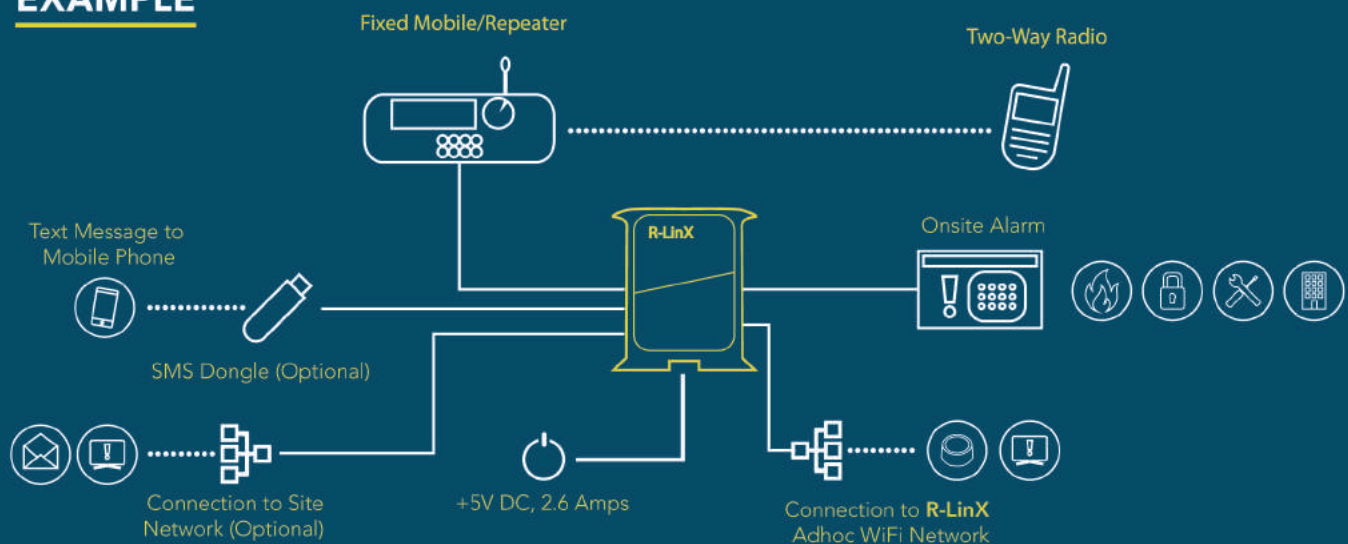 EXAMPLE
Fixed Mobile/Repeater
Two-Way Radio
Text Message to
Mobile Phone
R-LinX
Onsite Alarm
SMS Dongle (Optional)
Connection to Site
Network (Optional)
+5V DC, 2.6 Amps
Connection to R-LinX
Adhoc WiFi Network